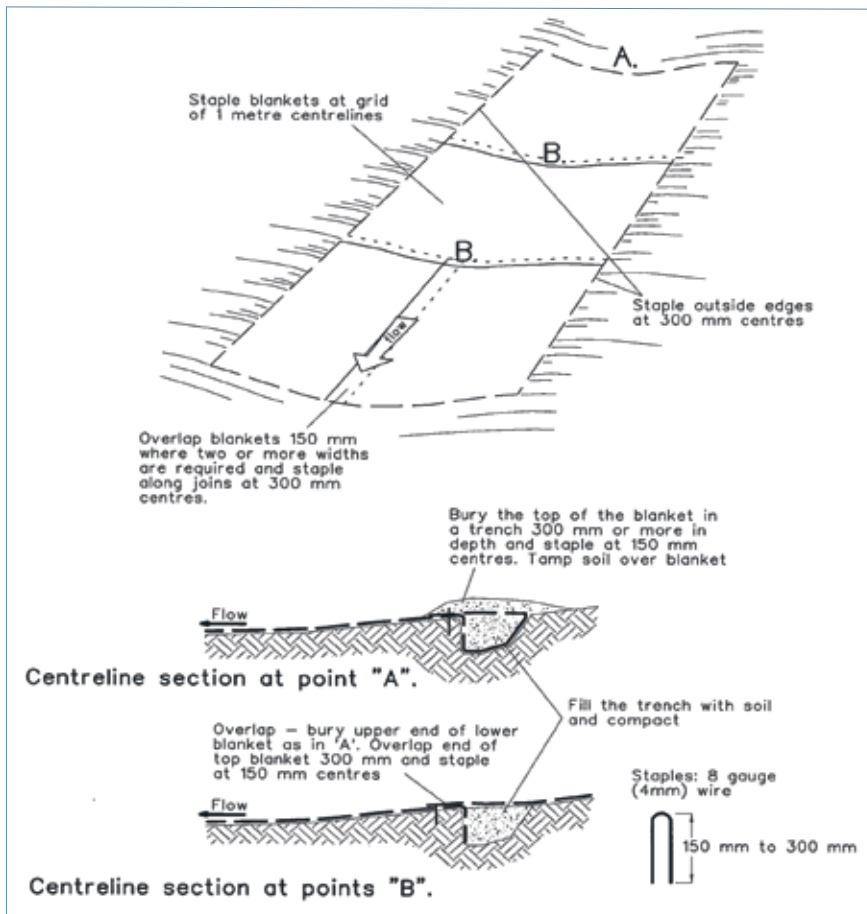 A.
Staple blankets at grid
of 1 metre centrelines
B.
B.
Staple outside edges
at 300 mm centres
flow
Overlap blankets 150 mm
where two or more widths
are required and staple
along joins at 300 mm
centres.
Bury the top of the blanket in
a trench 300 mm or more in
depth and staple at 150 mm
centres. Tamp soil over blanket
Flow
Centreline section at point "A".
Fill the trench with soil
and compact
Overlap – bury upper end of lower
blanket as in 'A'. Overlap end of
top blanket 300 mm and staple
at 150 mm centres
Staples: 8 gauge
(4mm) wire
Flow
150 mm to 300 mm
Centreline section at points "B".